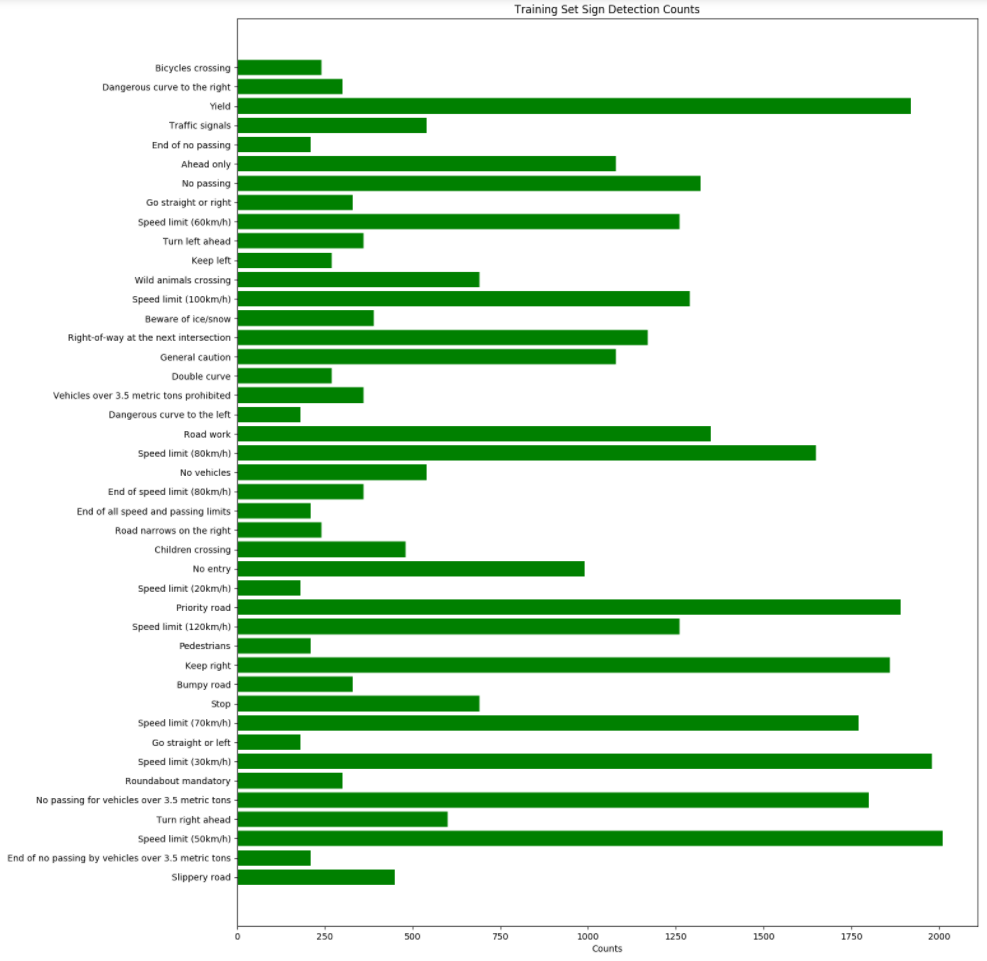 Training Set Sign Detection Counts
Bicycles crossing
Dangerous curve to the right
Yield
Traffic signals
End of no passing
Ahead only
No passing
Go straight or right
Speed limit (60km/h)
Turn left ahead
Keep left
Wild animals crossing
Speed limit (100km/h)
Beware of ice/snow
Right-of-way at the next intersection
General caution
Double curve
Vehicles over 3.5 metric tons prohibited
Dangerous curve to the left
Road work
Speed limit (80km/h)
No vehicles
End of speed limit (80km/h)
End of all speed and passing limits
Road narrows on the right
Children crossing
No entry
Speed limit (20km/h)
Priority road
Speed limit (120km/h)
Pedestrians
Keep right
Bumpy road
Stop
Speed limit (70km/h)
Go straight or left
Speed limit (30km/h)
Roundabout mandatory
No passing for vehicles over 3.5 metric tons
Turn right ahead
Speed limit (50km/h)
End of no passing by vehicles over 3.5 metric tons
Slippery road
0 250 500 750 1000 1250 1500 1750 2000
Counts